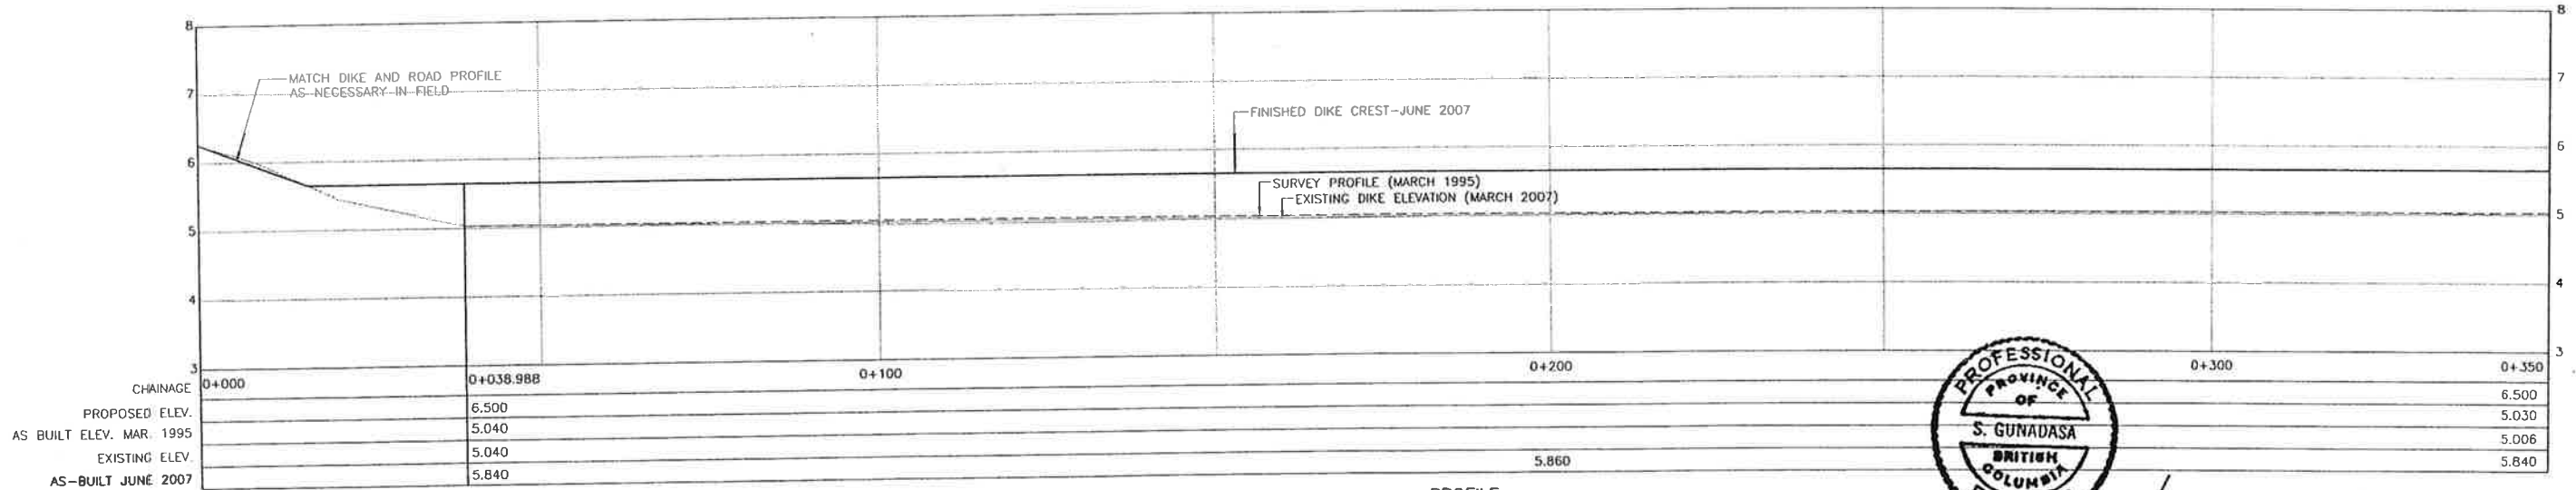 8 8
MATCH DIKE AND ROAD PROFILE
AS NECESSARY IN FIELD
7 7
FINISHED DIKE CREST-JUNE 2007
6 6
SURVEY PROFILE (MARCH 1995)
EXISTING DIKE ELEVATION (MARCH 2007)
5 5
4 4
3 3
CHAINAGE 0+000 0+038.988 0+100 0+200 0+300 0+350
PROPOSED ELEV. 6.500 6.500
AS BUILT ELEV. MAR. 1995 5.040 5.030
EXISTING ELEV. 5.040 5.006
AS-BUILT JUNE 2007 5.840 5.860 5.840
PROFESSIONAL
PROVINCE
OF
S. GUNADASA
BRITISH
COLUMBIA